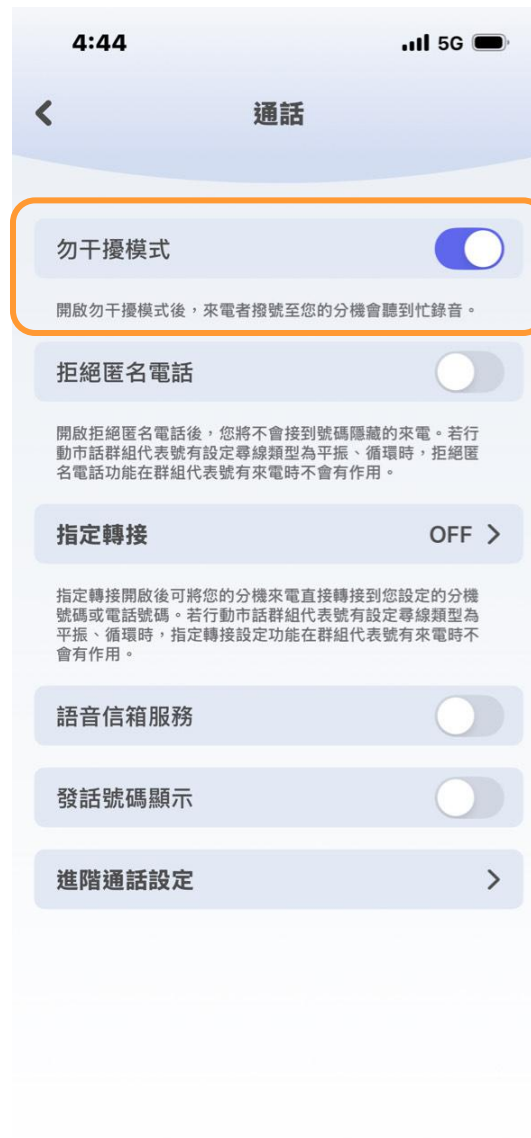 4:44
5G
通話
勿干擾模式
開啟勿干擾模式後，來電者撥號至您的分機會聽到忙錄音。
拒絕匿名電話
開啟拒絕匿名電話後，您將不會接到號碼隱藏的來電。若行
動市話群組代表號有設定尋線類型為平振、循環時，拒絕匿
名電話功能在群組代表號有來電時不會有作用。
指定轉接
OFF
指定轉接開啟後可將您的分機來電直接轉接到您設定的分機
號碼或電話號碼。若行動市話群組代表號有設定尋線類型為
平振、循環時，指定轉接設定功能在群組代表號有來電時不
會有作用。
語音信箱服務
發話號碼顯示
進階通話設定